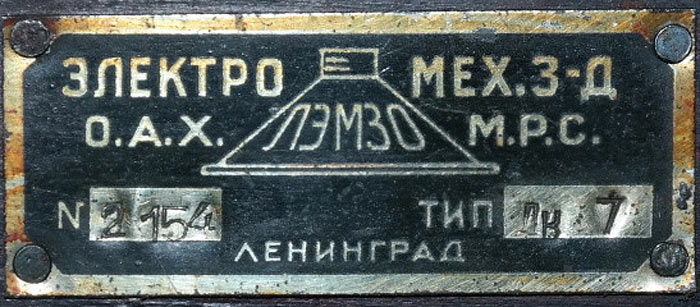 ЭЛЕКТРО МЕХ.З-Д
О.А.Х. ЛЭМЗО М.Р.С.
N 2154 ТИП ДК 7
ЛЕНИНГРАД